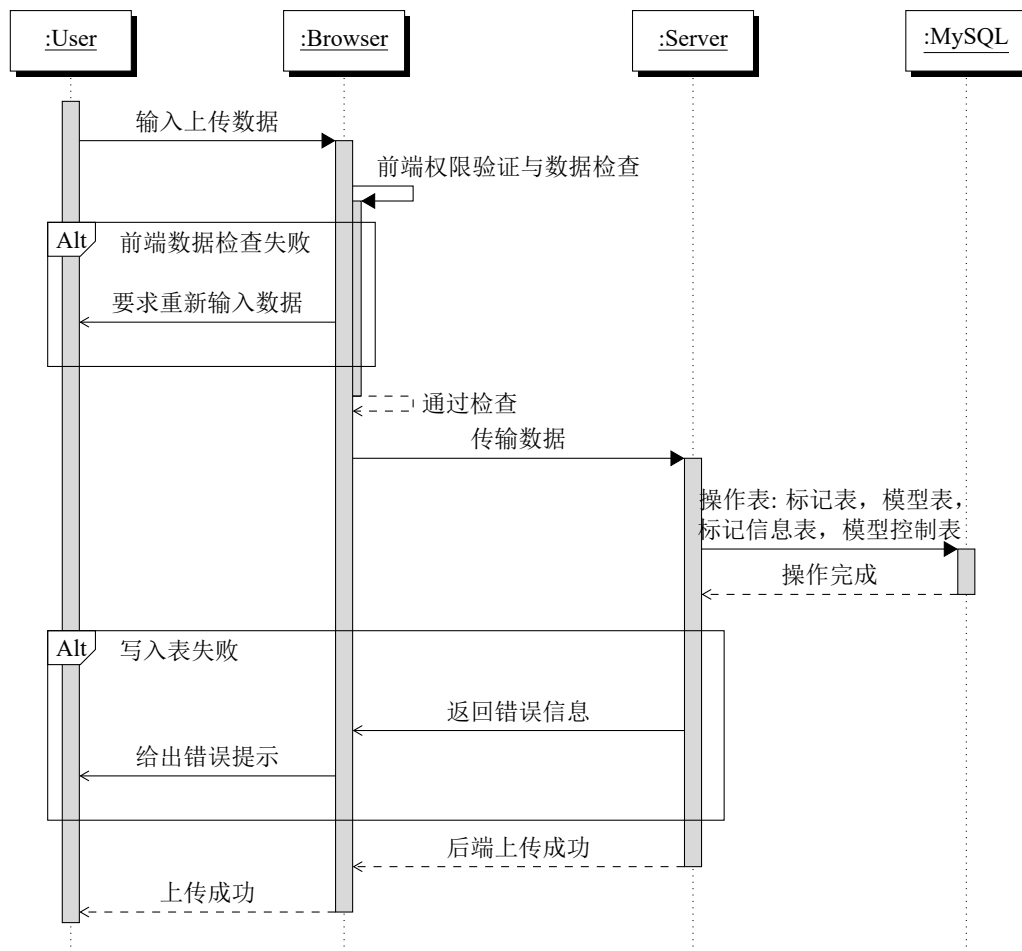 :User
:Browser
:Server
:MySQL
输入上传数据
前端权限验证与数据检查
Alt
前端数据检查失败
要求重新输入数据
通过检查
传输数据
操作表: 标记表，模型表，
标记信息表，模型控制表
操作完成
Alt
写入表失败
返回错误信息
给出错误提示
后端上传成功
上传成功